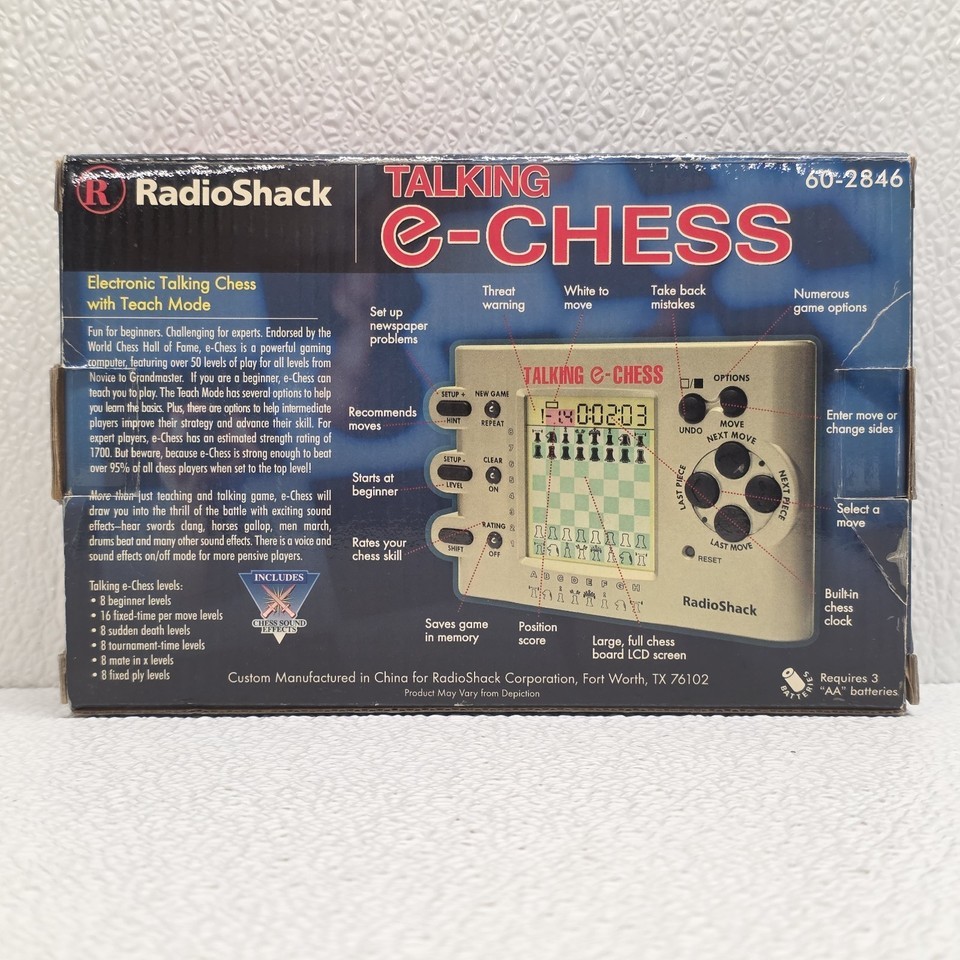 R RadioShack
TALKING
e-CHESS
60-2846
Electronic Talking Chess
with Teach Mode
Fun for beginners. Challenging for experts. Endorsed by the
World Chess Hall of Fame, e-Chess is a powerful gaming
computer, featuring over 50 levels of play for all levels from
Novice to Grandmaster. If you are a beginner, e-Chess can
teach you to play. The Teach Mode has several options to help
you learn the basics. Plus, there are options to help intermediate
players improve their strategy and advance their skill. For
expert players, e-Chess has an estimated strength rating of
1700. But beware, because e-Chess is strong enough to beat
over 95% of all chess players when set to the top level!
More than just teaching and talking game, e-Chess will
draw you into the thrill of the battle with exciting sound
effects–hear swords clang, horses gallop, men march,
drums beat and many other sound effects. There is a voice and
sound effects on/off mode for more pensive players.
Talking e-Chess levels:
• 8 beginner levels
• 16 fixed-time per move levels
• 8 sudden death levels
• 8 tournament-time levels
• 8 mate in x levels
• 8 fixed ply levels
INCLUDES
CHESS SOUND
EFFECTS
Set up
newspaper
problems
Threat
warning
White to
move
Take back
mistakes
Numerous
game options
Recommends
moves
Starts at
beginner
Rates your
chess skill
Saves game
in memory
Position
score
Large, full chess
board LCD screen
Enter move or
change sides
Select a
move
Built-in
chess
clock
TALKING e-CHESS
SETUP +
HINT
NEW GAME
REPEAT
SETUP -
LEVEL
CLEAR
ON
RATING
SHIFT
OFF
!-14 0:02:03
8
7
6
5
4
3
2
1
A B C D E F G H
OPTIONS
UNDO
MOVE
NEXT MOVE
LAST PIECE
NEXT PIECE
LAST MOVE
RESET
RadioShack
Custom Manufactured in China for RadioShack Corporation, Fort Worth, TX 76102
Product May Vary from Depiction
BATTERIES
Requires 3
"AA" batteries